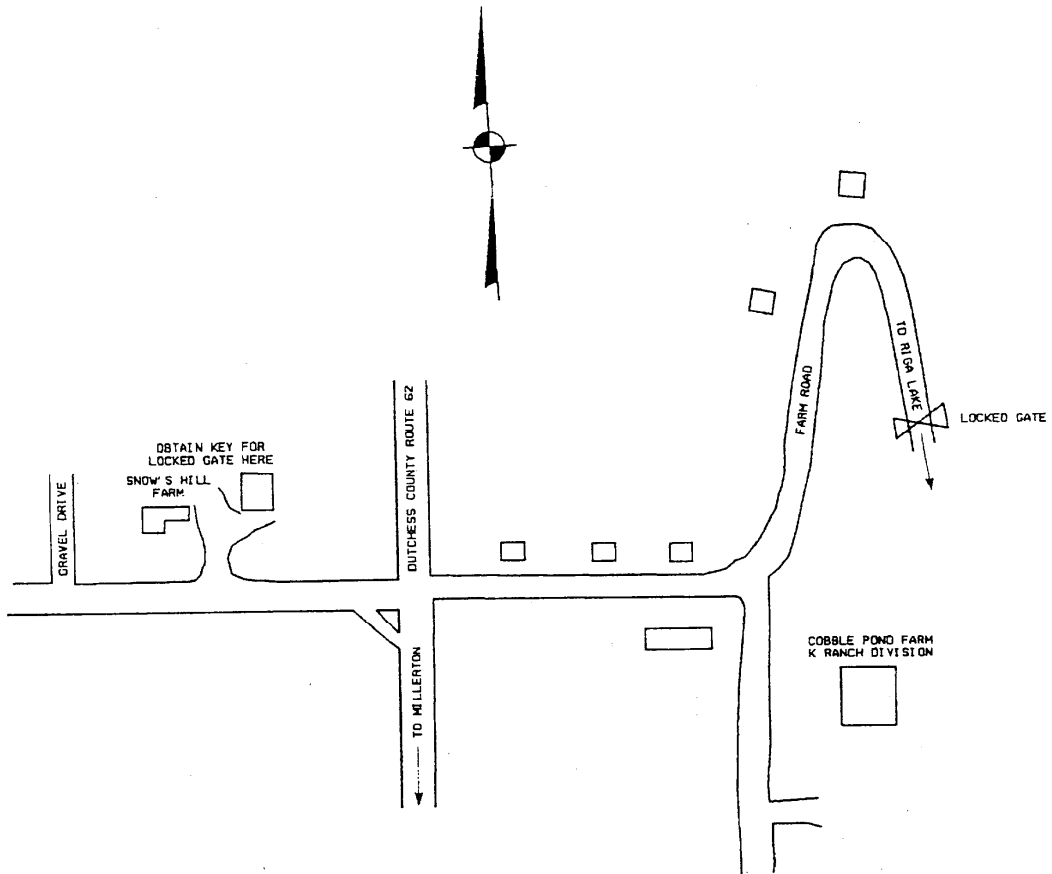 DUTCHESS COUNTY ROUTE 62
TO RIGA LAKE
FARM ROAD
LOCKED GATE
OBTAIN KEY FOR
LOCKED GATE HERE
SNOW'S HILL
FARM
GRAVEL DRIVE
COBBLE POND FARM
K RANCH DIVISION
TO MILLERTON